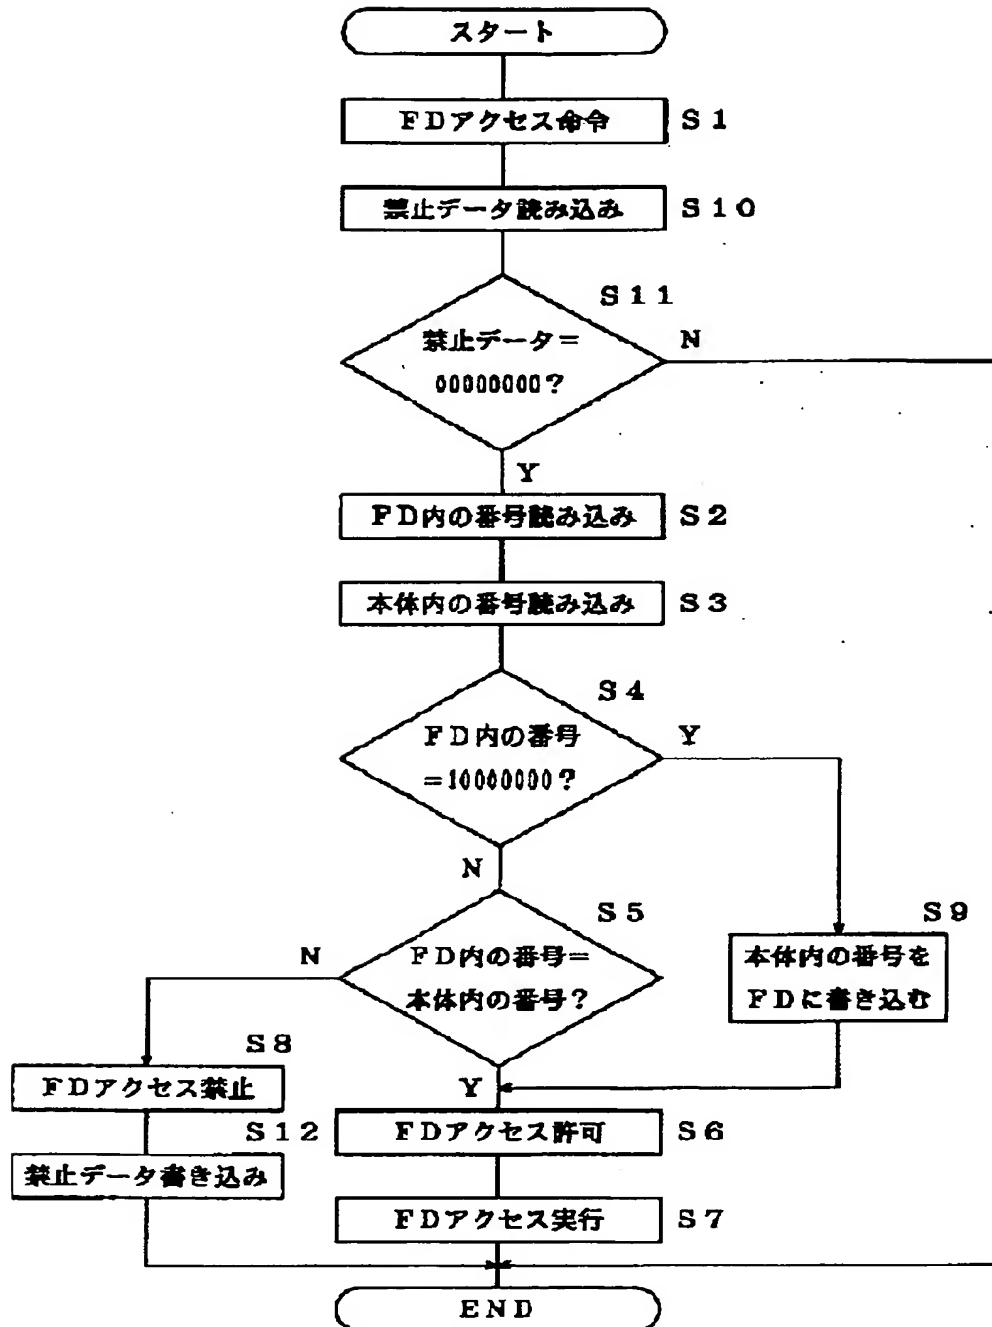 スタート
FDアクセス命令 S1
禁止データ読み込み S10
S11
禁止データ=
00000000?
N
Y
FD内の番号読み込み S2
本体内の番号読み込み S3
S4
FD内の番号
=10000000?
Y
N
S5
FD内の番号=
本体内の番号?
N
S9
本体内の番号を
FDに書き込む
S8
FDアクセス禁止
Y
S12
禁止データ書き込み
FDアクセス許可 S6
FDアクセス実行 S7
END